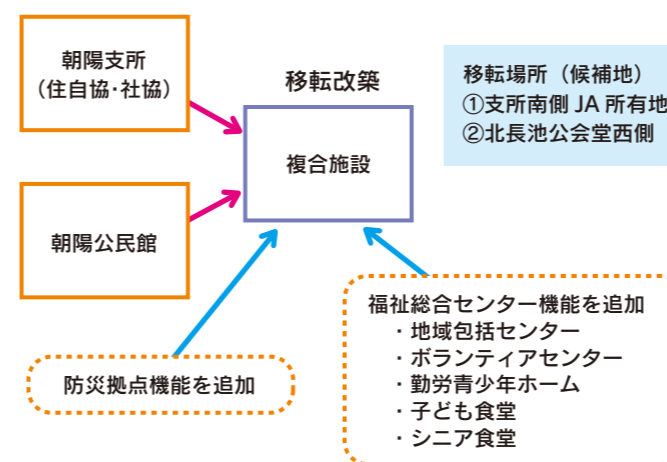 朝陽支所
（住自協・社協）
移転改築
複合施設
移転場所（候補地）
①支所南側 JA 所有地
②北長池公会堂西側
朝陽公民館
防災拠点機能を追加
福祉総合センター機能を追加
・地域包括センター
・ボランティアセンター
・勤労青少年ホーム
・子ども食堂
・シニア食堂